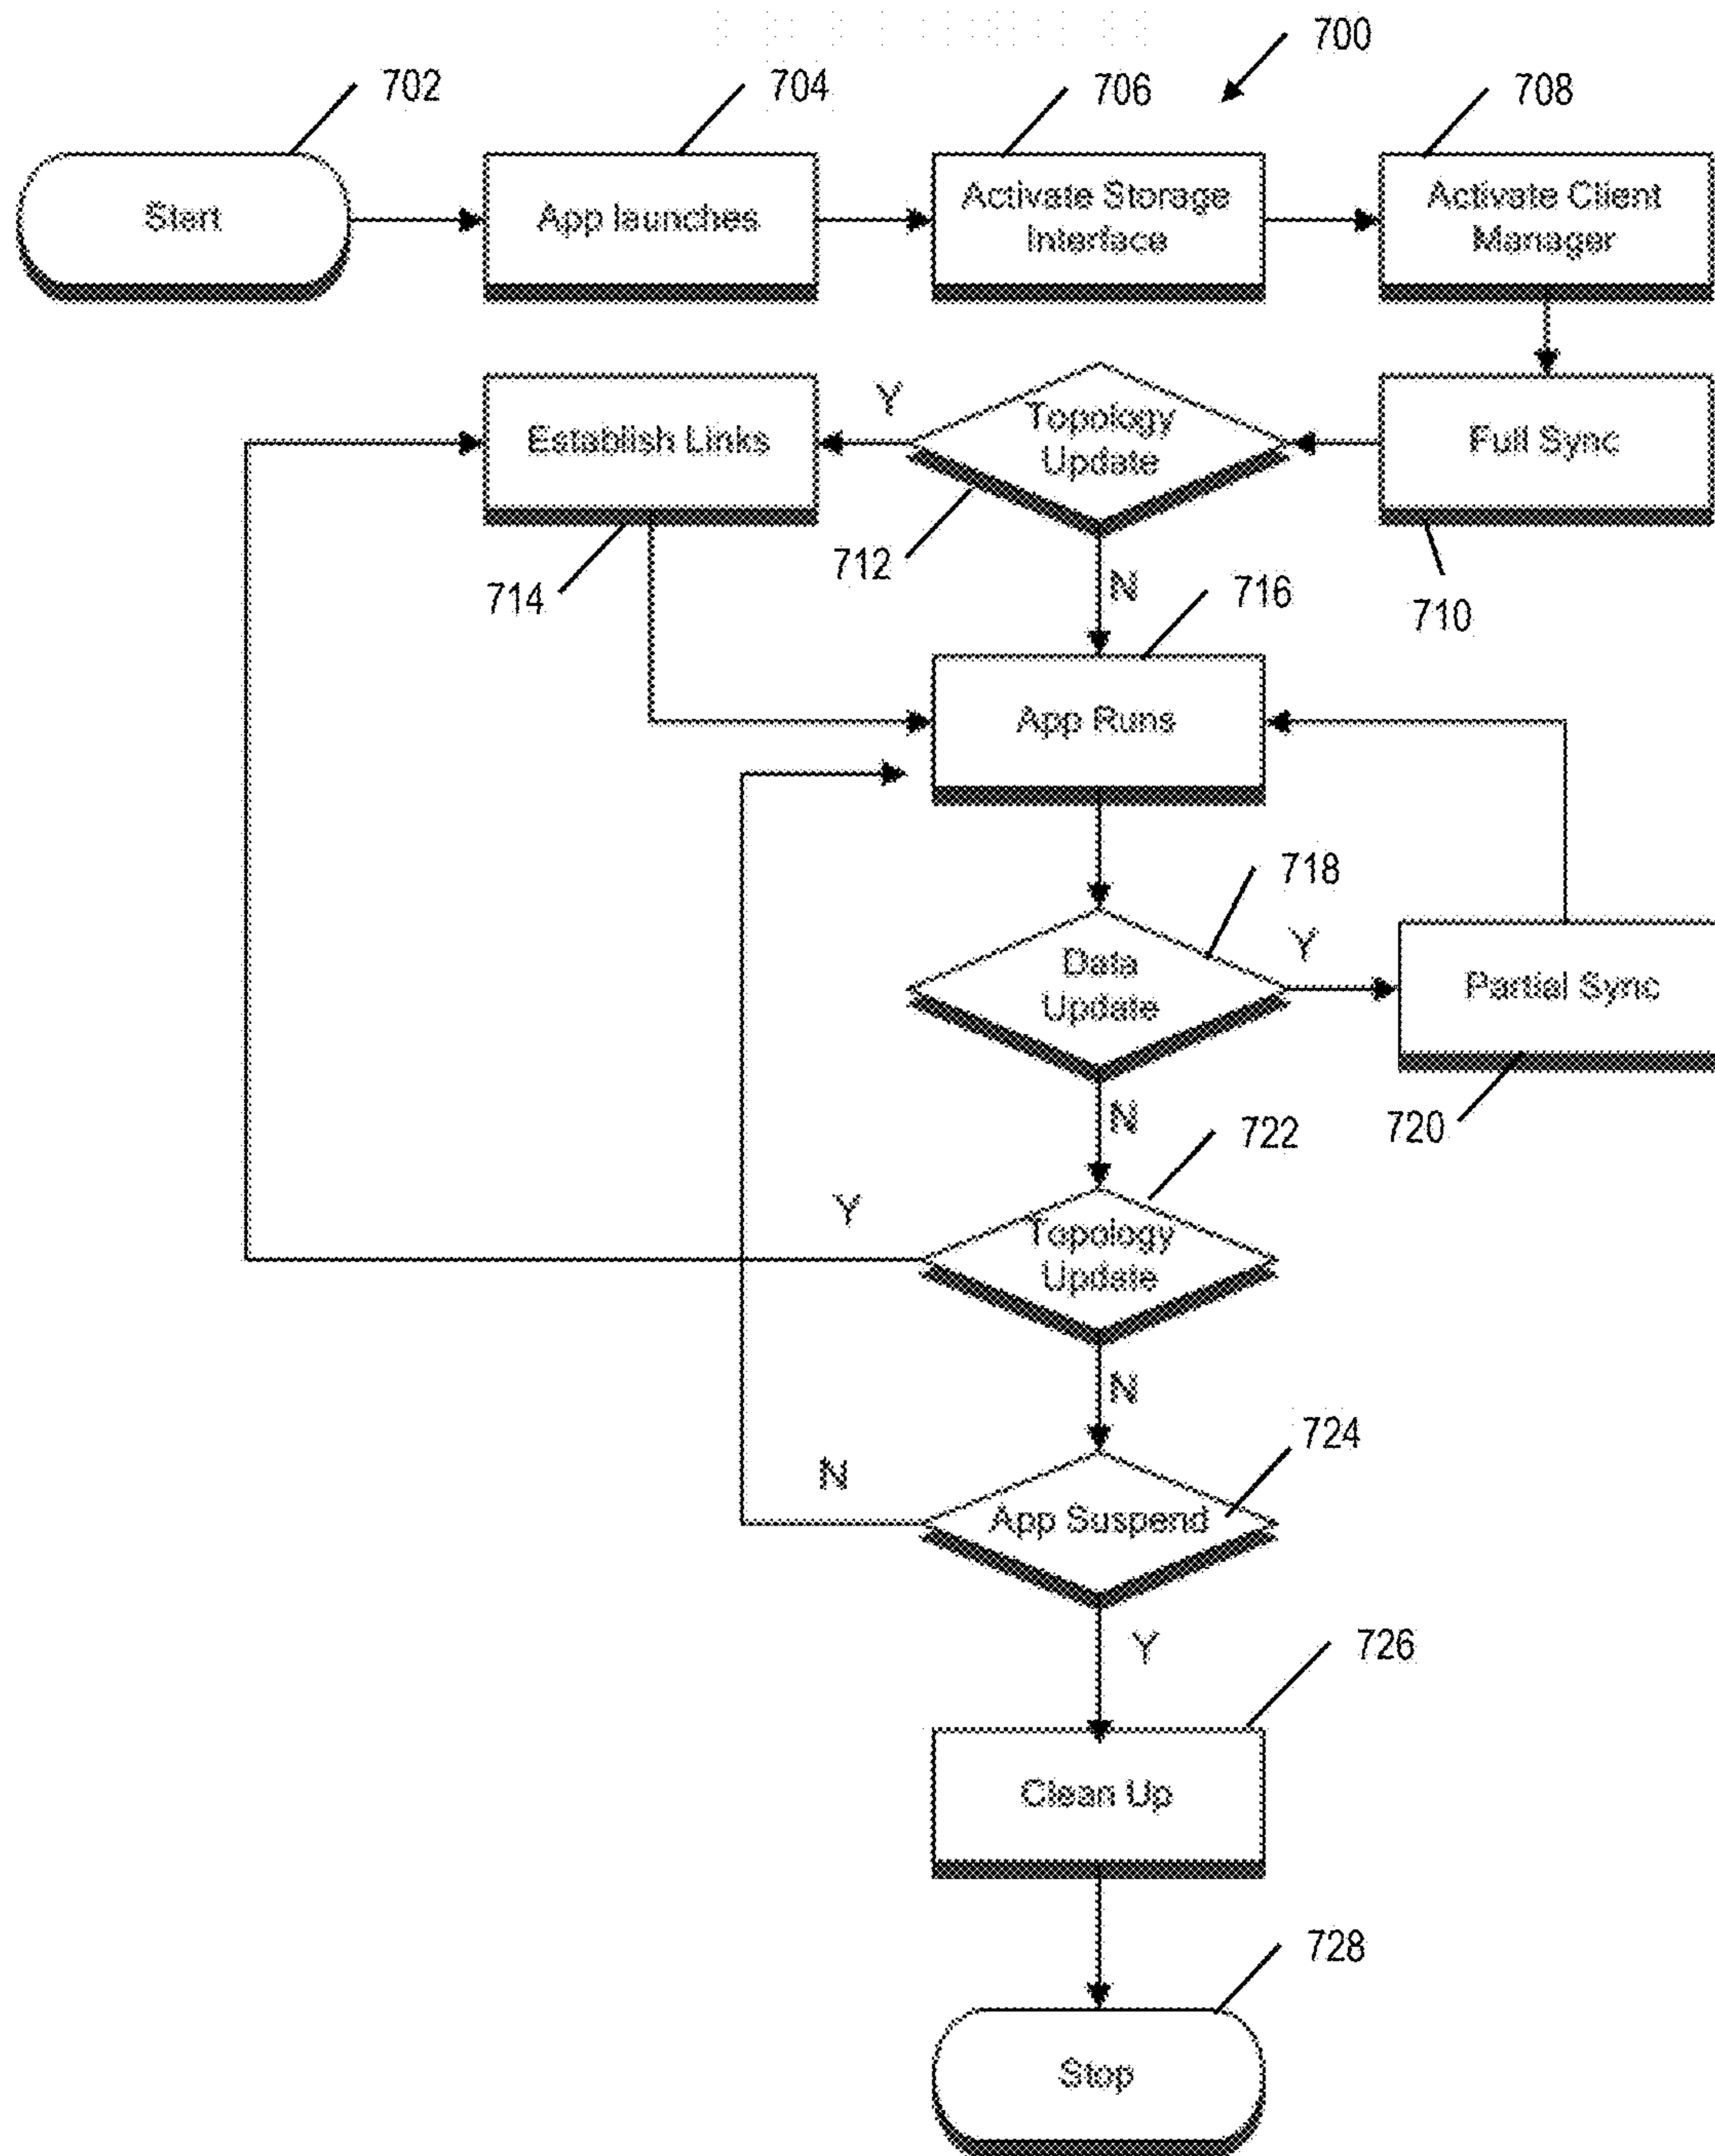 700
702
704
706
708
Start
App launches
Activate Storage
Interface
Activate Client
Manager
Establish Links
Y
Topology
Update
Full Sync
714
712
N
716
710
App Runs
718
Data
Update
Y
Partial Sync
N
720
722
Y
Topology
Update
N
724
N
App Suspend
Y
726
Clean Up
728
Stop